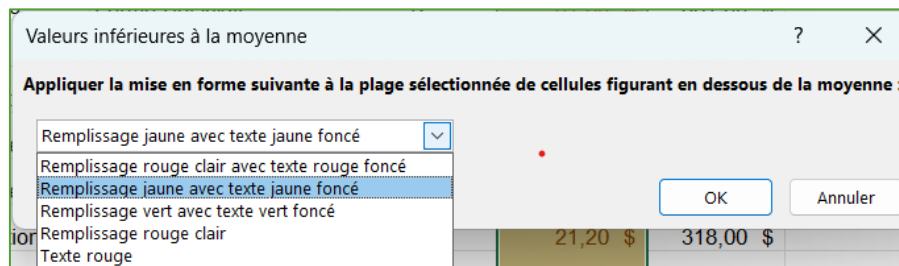 Valeurs inférieures à la moyenne ?
Appliquer la mise en forme suivante à la plage sélectionnée de cellules figurant en dessous de la moyenne :
Remplissage jaune avec texte jaune foncé
Remplissage rouge clair avec texte rouge foncé
Remplissage jaune avec texte jaune foncé
Remplissage vert avec texte vert foncé
OK Annuler
Remplissage rouge clair
21,20 $ 318,00 $
Texte rouge